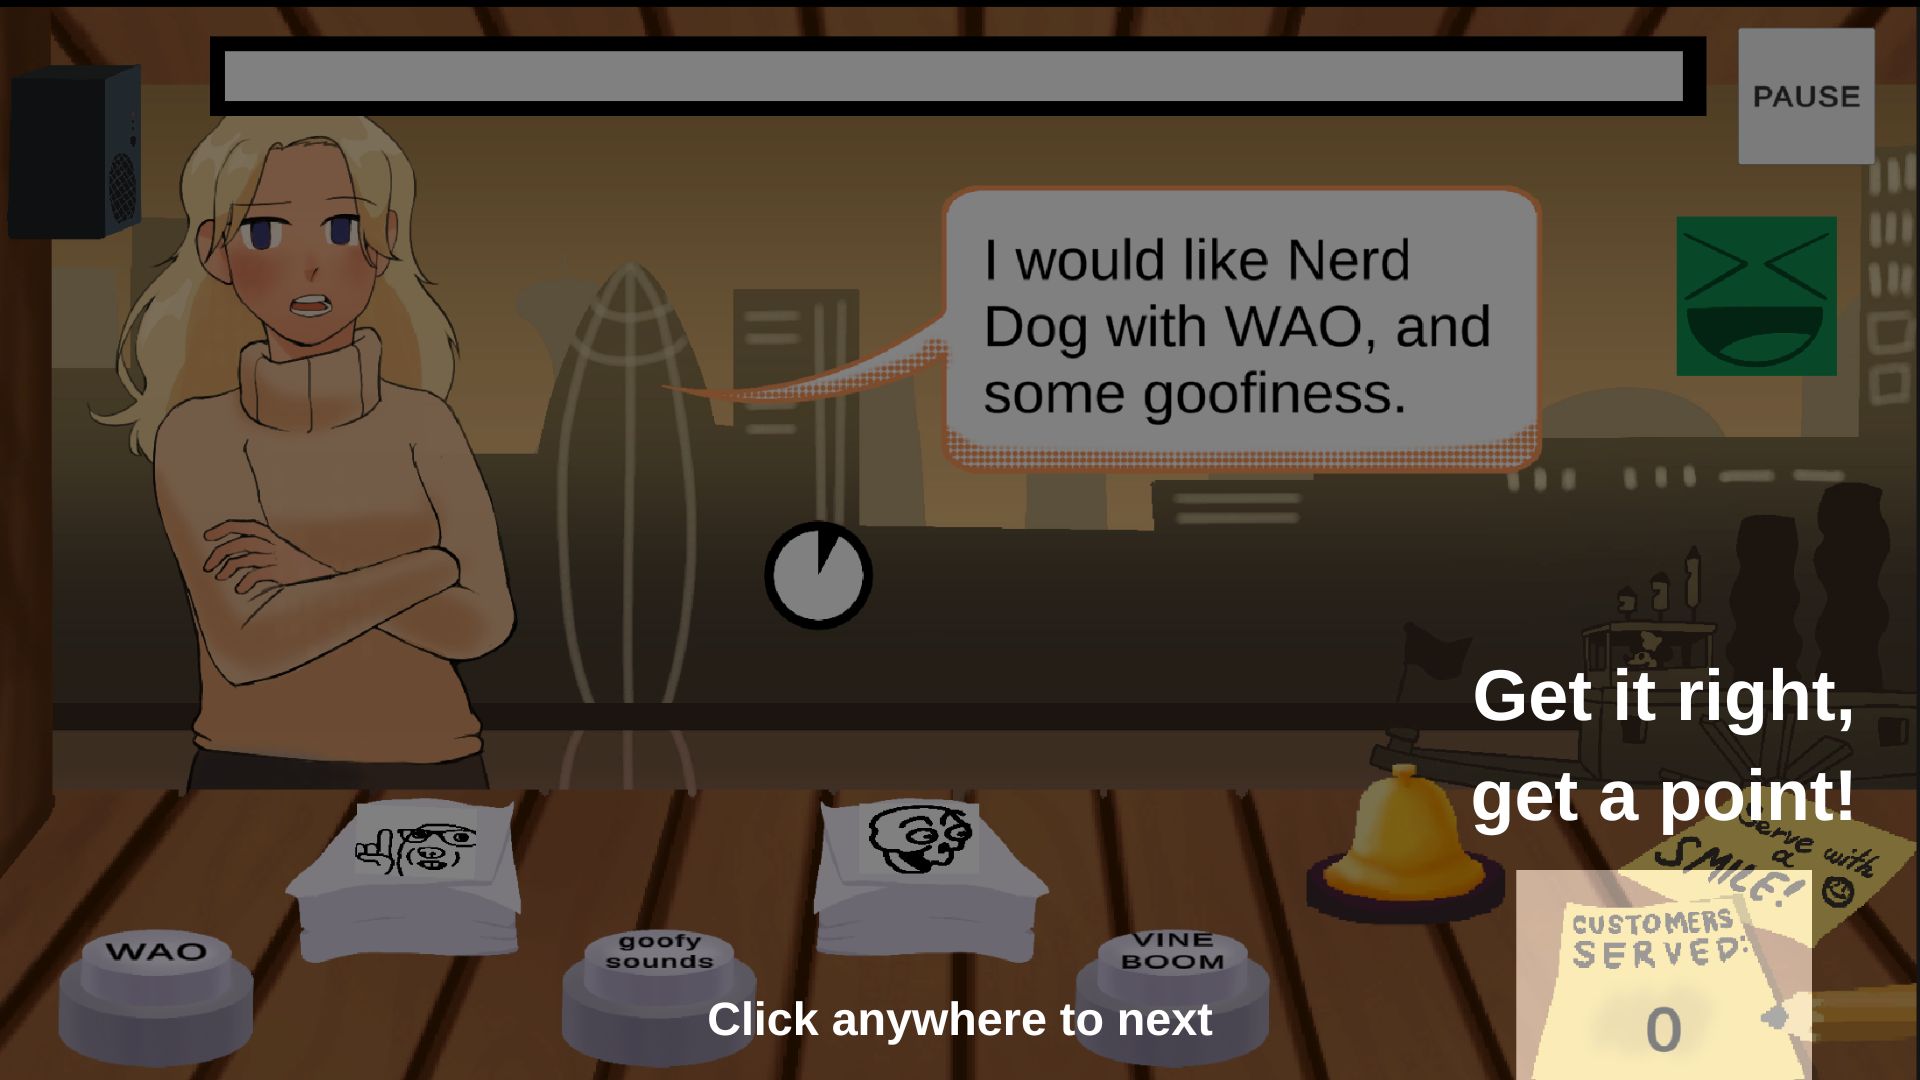 PAUSE
I would like Nerd
Dog with WAO, and
some goofiness.
Get it right,
get a point!
Serve with
a
SMILE!
CUSTOMERS
SERVED:
0
WAO
goofy
sounds
VINE
BOOM
Click anywhere to next